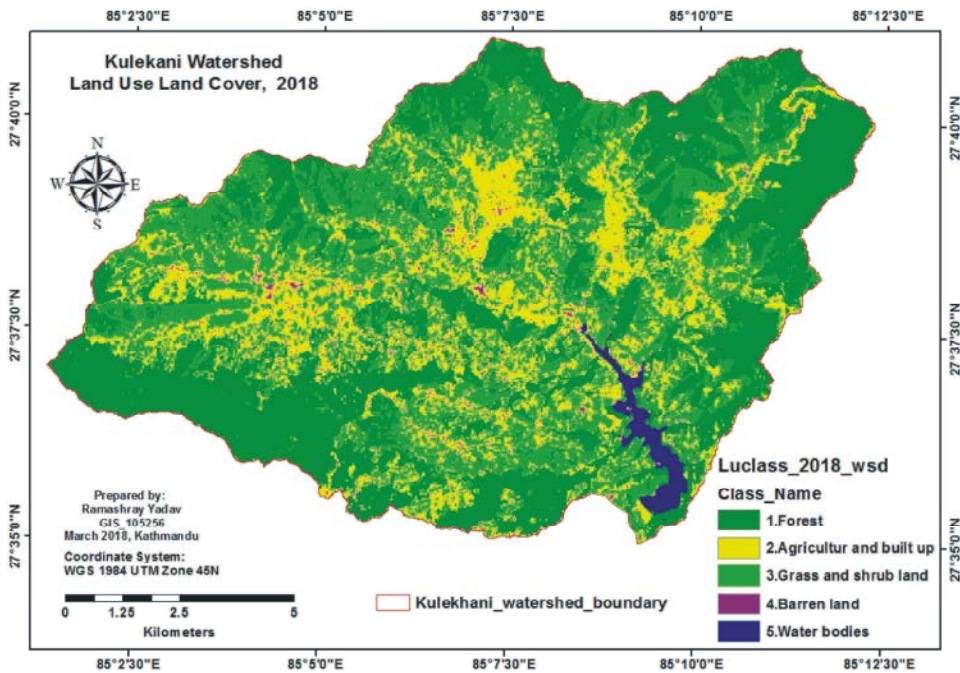 85°2'30"E 85°5'0"E 85°7'30"E 85°10'0"E 85°12'30"E
Kulekani Watershed
Land Use Land Cover, 2018
27°40'0"N
27°40'0"N
N
W E
S
27°37'30"N
27°37'30"N
Luclass_2018_wsd
Class_Name
1.Forest
2.Agricultur and built up
3.Grass and shrub land
4.Barren land
5.Water bodies
Prepared by:
Ramashray Yadav
GIS_105256
March 2018, Kathmandu
Coordinate System:
WGS 1984 UTM Zone 45N
27°35'0"N
27°35'0"N
0 1.25 2.5 5
Kilometers
Kulekhani_watershed_boundary
85°2'30"E 85°5'0"E 85°7'30"E 85°10'0"E 85°12'30"E